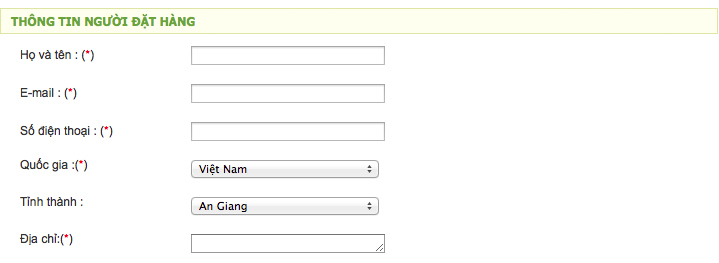 THÔNG TIN NGƯỜI ĐẶT HÀNG
Họ và tên : (*)
E-mail : (*)
Số điện thoại : (*)
Quốc gia :(*)
Việt Nam
Tỉnh thành :
An Giang
Địa chỉ:(*)